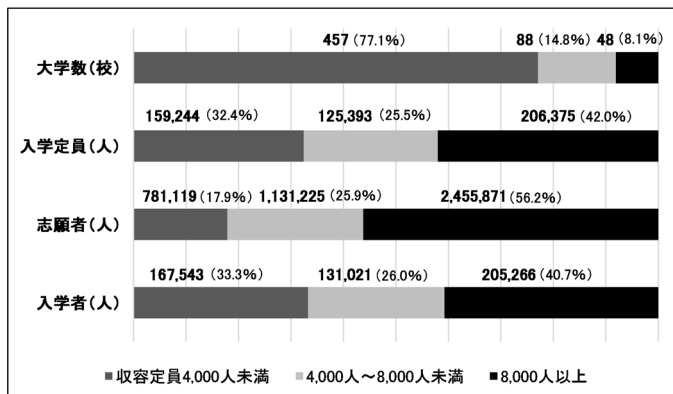 457（77.1%） 88（14.8%） 48（8.1%）
大学数（校）
159,244（32.4%） 125,393（25.5%） 206,375（42.0%）
入学定員（人）
781,119（17.9%） 1,131,225（25.9%） 2,455,871（56.2%）
志願者（人）
167,543（33.3%） 131,021（26.0%） 205,266（40.7%）
入学者（人）
■収容定員4,000人未満 ■4,000人～8,000人未満 ■8,000人以上